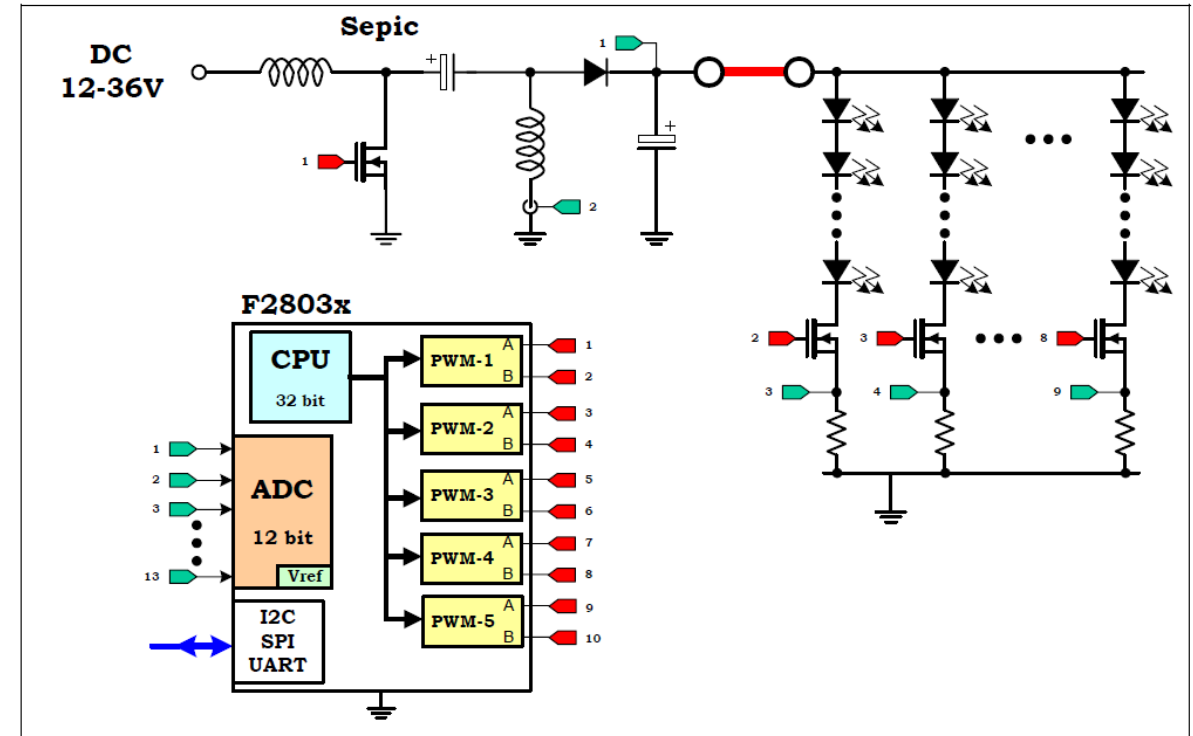 Sepic
DC
12-36V
+
1
1
2
+
2
3
8
3
4
9
F2803x
CPU
32 bit
ADC
12 bit
Vref
I2C
SPI
UART
1
2
3
13
PWM-1
A
B
PWM-2
A
B
PWM-3
A
B
PWM-4
A
B
PWM-5
A
B
1
2
3
4
5
6
7
8
9
10